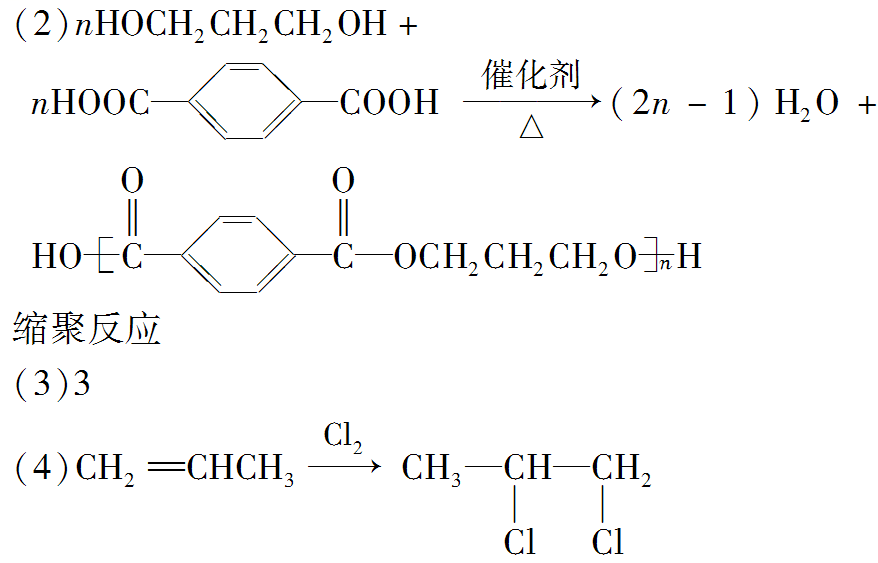 (2)nHOCH₂CH₂CH₂OH +
nHOOC— —COOH 催化剂 △ (2n - 1) H₂O +
O O
HO [ C— —C—OCH₂CH₂CH₂O ]n H
缩聚反应
(3)3
(4)CH₂=CHCH₃ Cl₂ → CH₃—CH—CH₂
Cl Cl